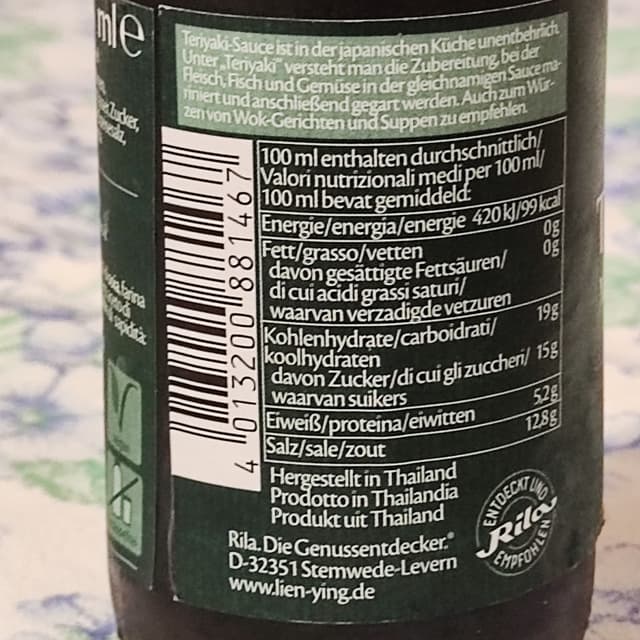 ml e
Zucker,
Teriyaki-Sauce ist in der japanischen Küche unentbehrlich.
Unter „Teriyaki" versteht man die Zubereitung, bei der
Fleisch, Fisch und Gemüse in der gleichnamigen Sauce ma-
riniert und anschließend gegart werden. Auch zum Wür-
zen von Wok-Gerichten und Suppen zu empfehlen.
100 ml enthalten durchschnittlich/
Valori nutrizionali medi per 100 ml/
100 ml bevat gemiddeld:
Energie/energia/energie 420 kJ/99 kcal
Fett/grasso/vetten 0g
davon gesättigte Fettsäuren/ 0g
di cui acidi grassi saturi/
waarvan verzadigde vetzuren
Kohlenhydrate/carboidrati/ 19g
koolhydraten
davon Zucker/di cui gli zuccheri/ 15g
waarvan suikers
Eiweiß/proteina/eiwitten 5,2g
Salz/sale/zout 12,8g
4 013200 881467
Hergestellt in Thailand
Prodotto in Thailandia
Produkt uit Thailand
Rila. Die Genussentdecker.®
D-32351 Stemwede-Levern
www.lien-ying.de
ENTDECKT UND
Rila
EMPFOHLEN
farina